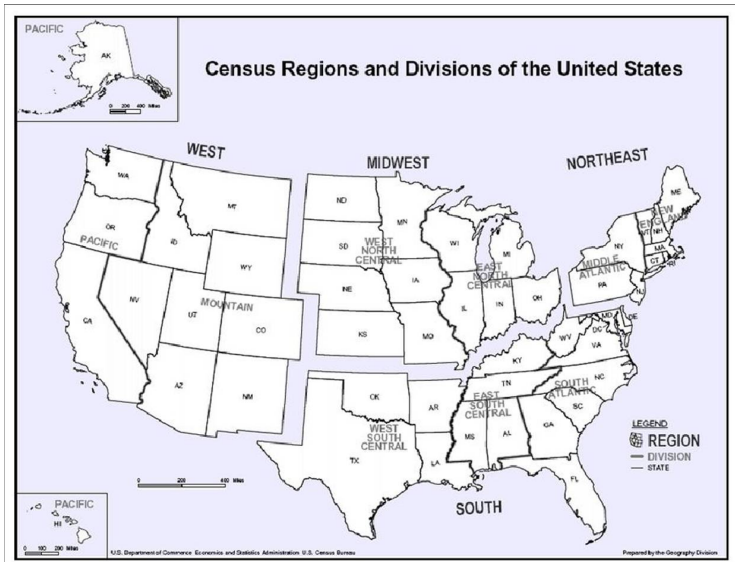 PACIFIC
AK
0 200 400 Miles
Census Regions and Divisions of the United States
WEST
MIDWEST
NORTHEAST
WA
MT
ND
MN
ME
OR
ID
SD
WI
MI
NY
VT
NH
NEW
ENGLAND
PACIFIC
WY
WEST
NORTH
CENTRAL
EAST
NORTH
CENTRAL
MIDDLE
ATLANTIC
MA
CT
RI
NV
UT
MOUNTAIN
CO
NE
IA
IL
IN
OH
PA
NJ
CA
KS
MO
WV
MD
DE
DC
VA
KY
AZ
NM
OK
AR
TN
NC
EAST
SOUTH
CENTRAL
SOUTH
ATLANTIC
SC
WEST
SOUTH
CENTRAL
TX
LA
MS
AL
GA
FL
SOUTH
LEGEND
REGION
DIVISION
STATE
0 200 400 Miles
PACIFIC
HI
0 100 200 Miles
U.S. Department of Commerce Economics and Statistics Administration U.S. Census Bureau
Prepared by the Geography Division